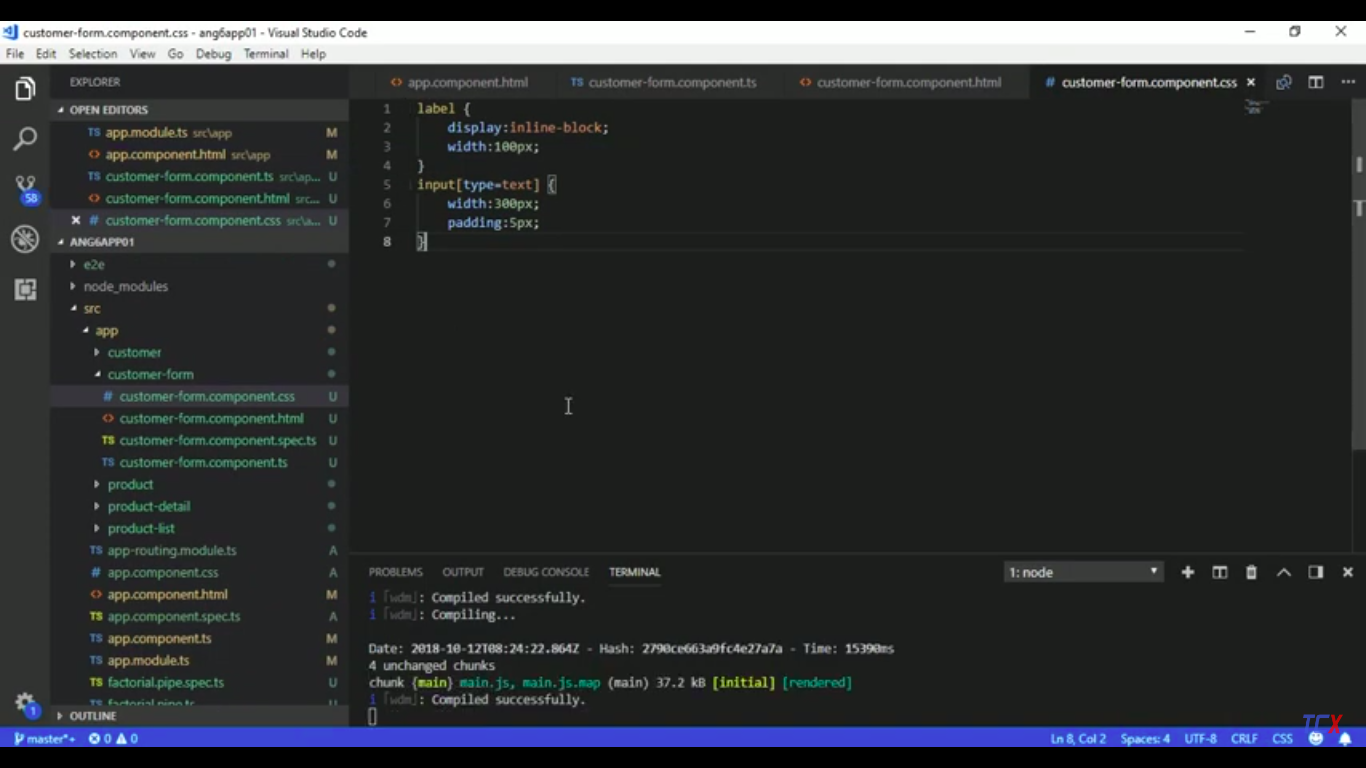 customer-form.component.css - ang6app01 - Visual Studio Code
File Edit Selection View Go Debug Terminal Help
EXPLORER
app.component.html
TS customer-form.component.ts
customer-form.component.html
# customer-form.component.css
OPEN EDITORS
TS app.module.ts src\app M
<> app.component.html src\app M
TS customer-form.component.ts src\ap... U
<> customer-form.component.html src... U
# customer-form.component.css src\a... U
58
ANG6APP01
e2e
node_modules
src
app
customer
customer-form
# customer-form.component.css U
<> customer-form.component.html U
TS customer-form.component.spec.ts U
TS customer-form.component.ts U
product
product-detail
product-list
TS app-routing.module.ts A
# app.component.css A
<> app.component.html M
TS app.component.spec.ts A
TS app.component.ts M
TS app.module.ts M
TS factorial.pipe.spec.ts U
TS factorial.pipe.ts U
OUTLINE
1
1 label {
2 display:inline-block;
3 width:100px;
4 }
5 input[type=text] {
6 width:300px;
7 padding:5px;
8 }
PROBLEMS OUTPUT DEBUG CONSOLE TERMINAL
1: node
i ｢wdm｣: Compiled successfully.
i ｢wdm｣: Compiling...
Date: 2018-10-12T08:24:22.864Z - Hash: 2790ce663a9fc4e27a7a - Time: 15390ms
4 unchanged chunks
chunk {main} main.js, main.js.map (main) 37.2 kB [initial] [rendered]
i ｢wdm｣: Compiled successfully.
TCX
master*+ 0 0
Ln 8, Col 2 Spaces: 4 UTF-8 CRLF CSS